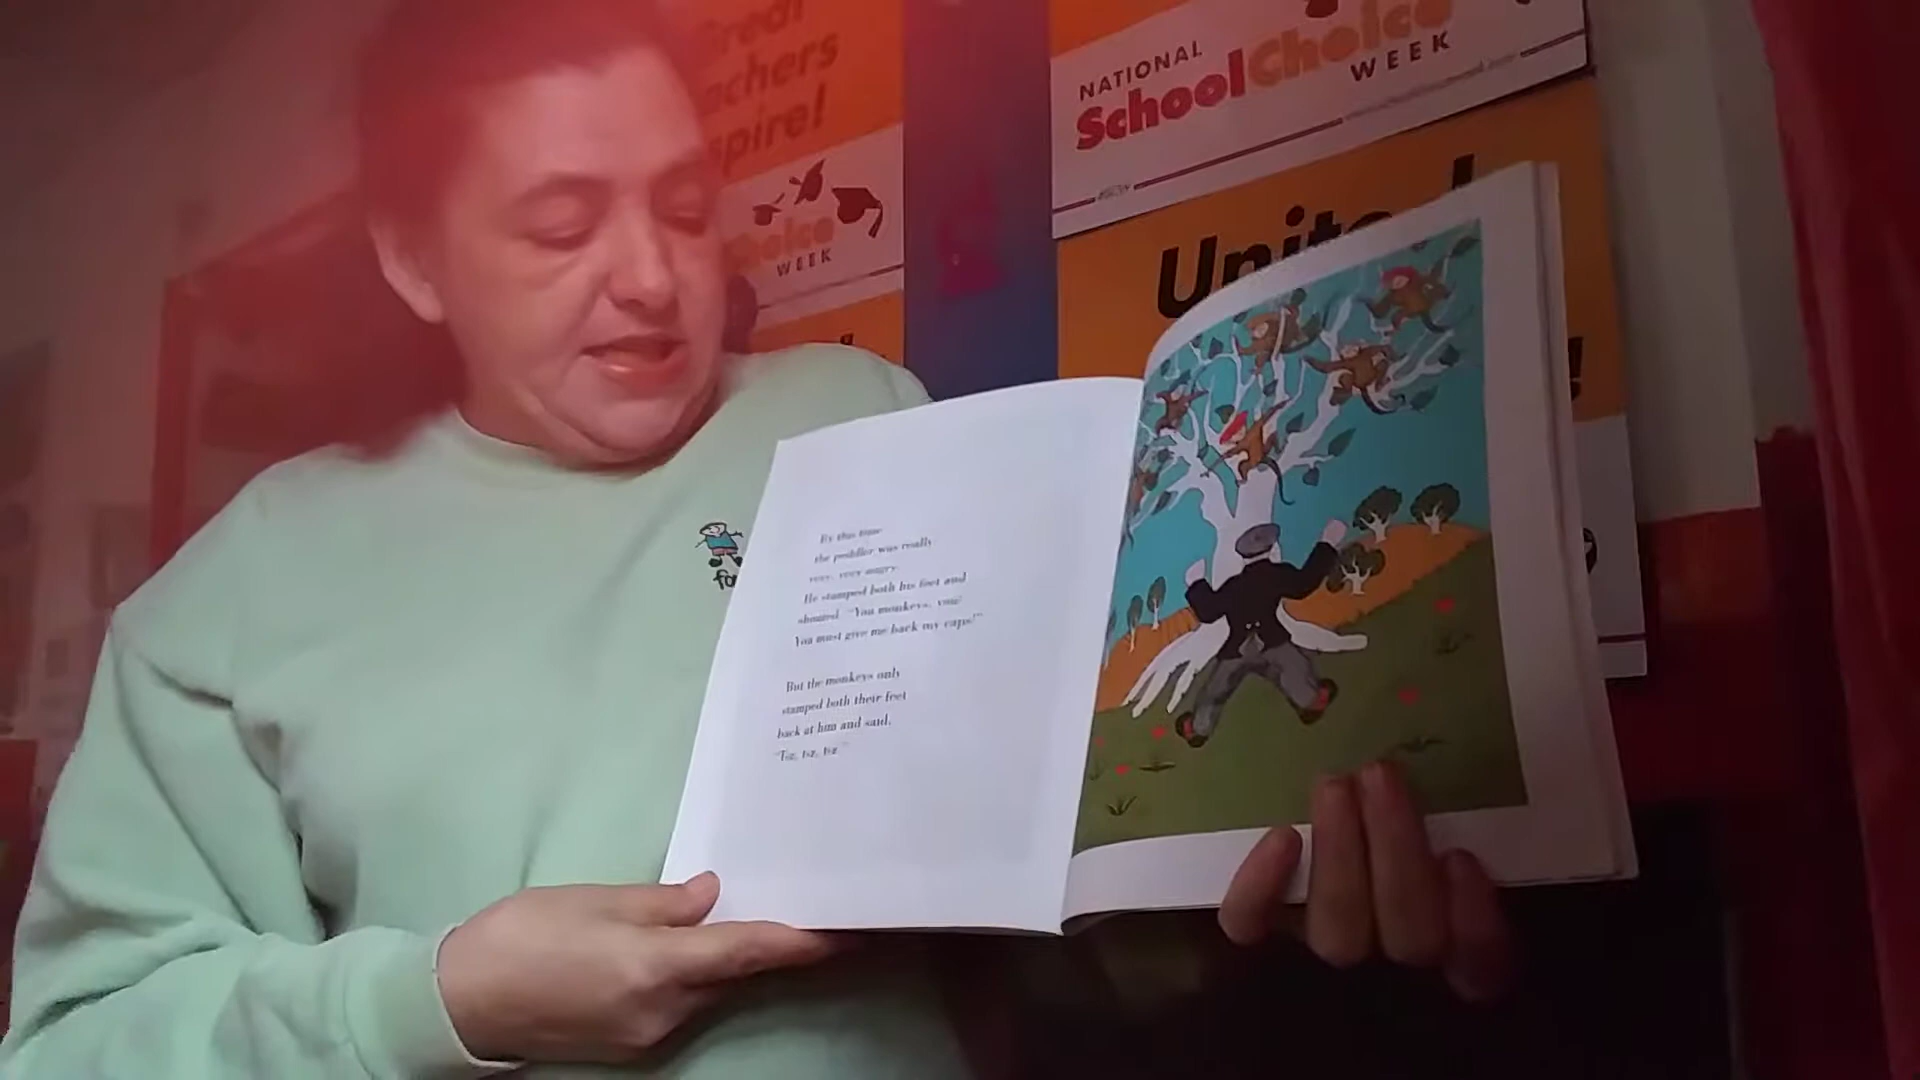 Great
Teachers
Inspire!
Choice
WEEK
NATIONAL
SchoolChoice
WEEK
#SCW
United
!
By this time
the peddler was really
very, very angry.
He stamped both his feet and
shouted, "You monkeys, you!
You must give me back my caps!"
But the monkeys only
stamped both their feet
back at him and said,
"Tsz, tsz, tsz."